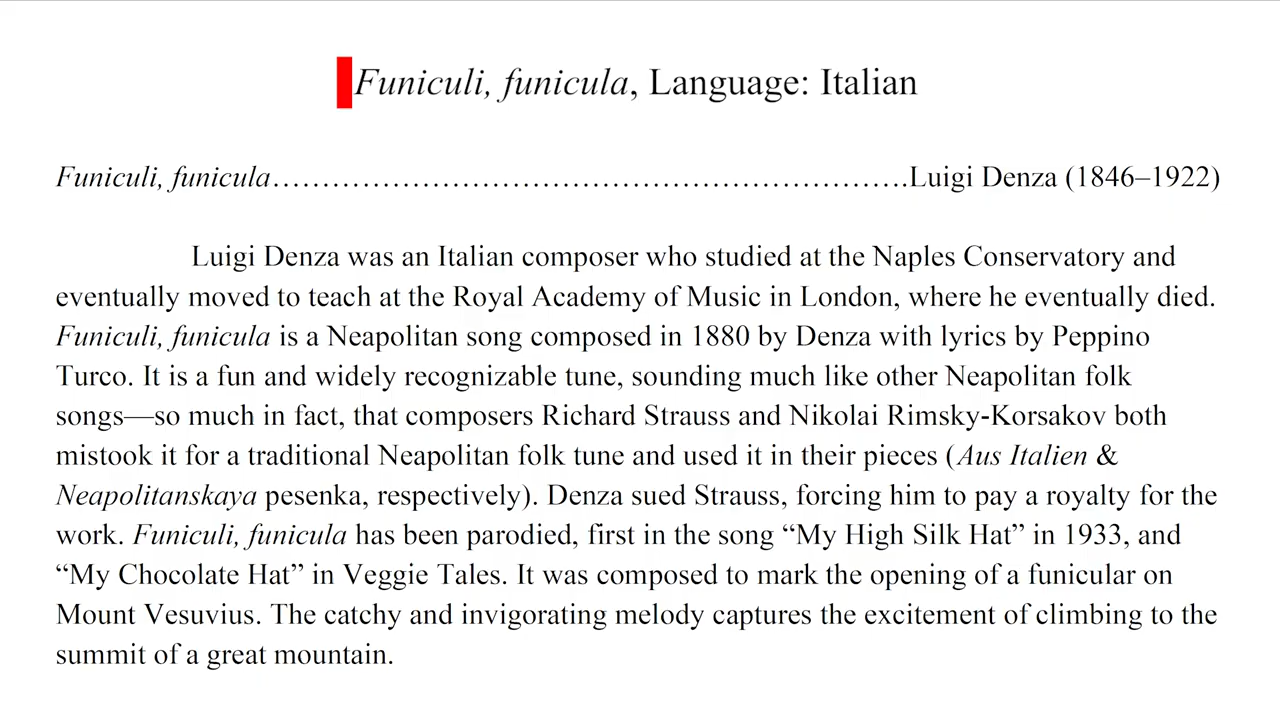 Funiculi, funicula, Language: Italian
Funiculi, funicula…………………………………………………………….Luigi Denza (1846–1922)
Luigi Denza was an Italian composer who studied at the Naples Conservatory and
eventually moved to teach at the Royal Academy of Music in London, where he eventually died.
Funiculi, funicula is a Neapolitan song composed in 1880 by Denza with lyrics by Peppino
Turco. It is a fun and widely recognizable tune, sounding much like other Neapolitan folk
songs—so much in fact, that composers Richard Strauss and Nikolai Rimsky-Korsakov both
mistook it for a traditional Neapolitan folk tune and used it in their pieces (Aus Italien &
Neapolitanskaya pesenka, respectively). Denza sued Strauss, forcing him to pay a royalty for the
work. Funiculi, funicula has been parodied, first in the song “My High Silk Hat” in 1933, and
“My Chocolate Hat” in Veggie Tales. It was composed to mark the opening of a funicular on
Mount Vesuvius. The catchy and invigorating melody captures the excitement of climbing to the
summit of a great mountain.